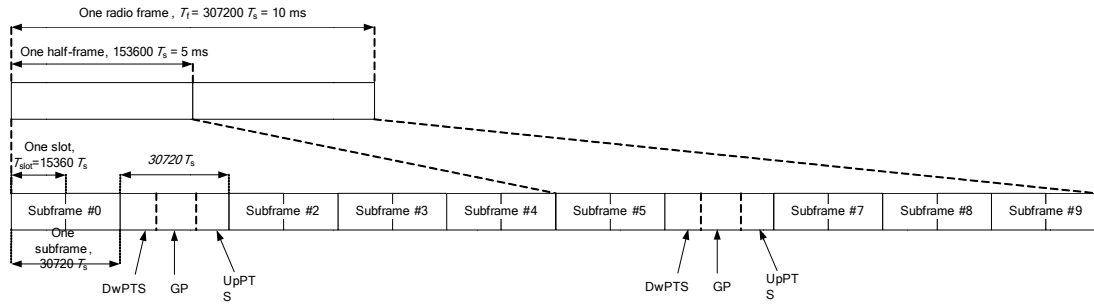 One radio frame , Tf = 307200 Ts = 10 ms
One half-frame, 153600 Ts = 5 ms
One slot,
Tslot=15360 Ts
30720 Ts
Subframe #0
Subframe #2
Subframe #3
Subframe #4
Subframe #5
Subframe #7
Subframe #8
Subframe #9
One
subframe ,
30720 Ts
DwPTS
GP
UpPT
S
DwPTS
GP
UpPT
S